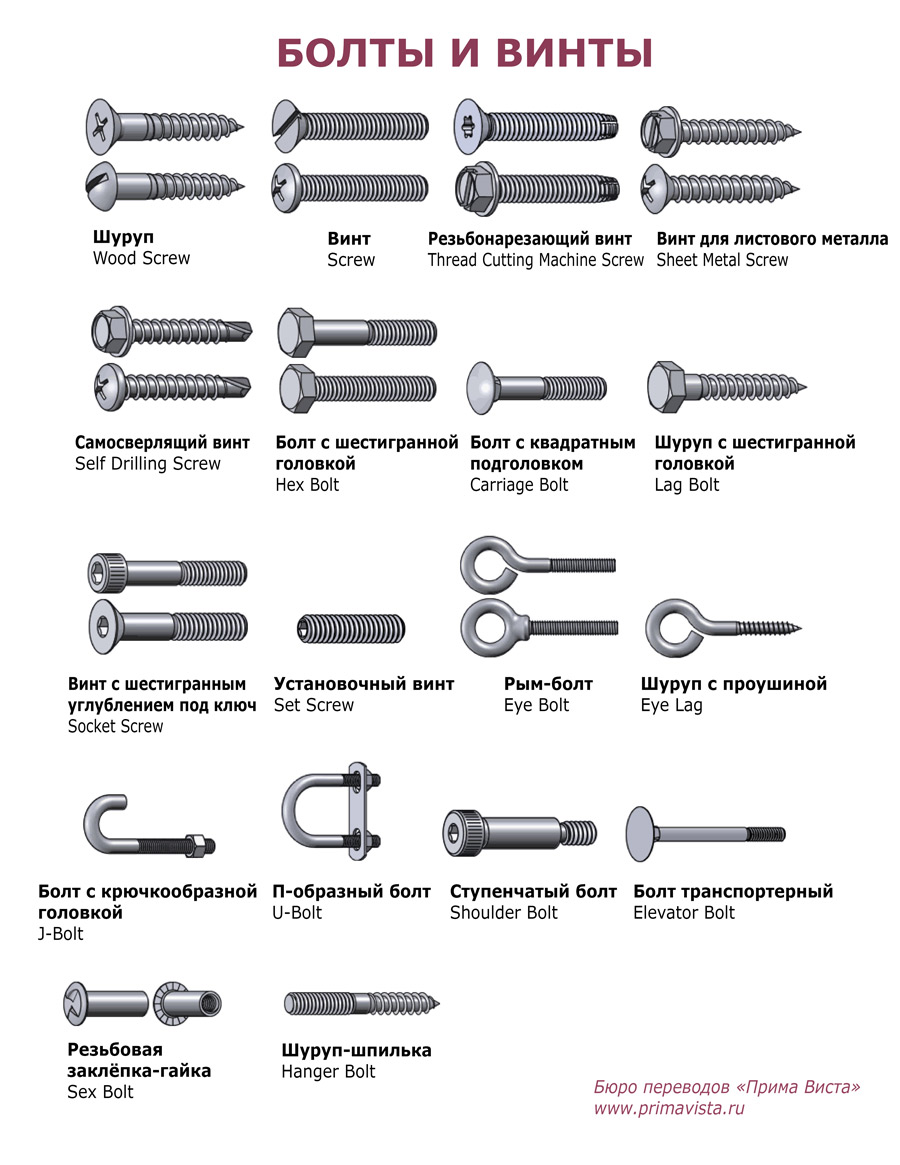 БОЛТЫ И ВИНТЫ
Шуруп
Wood Screw
Винт
Screw
Резьбонарезающий винт
Thread Cutting Machine Screw
Винт для листового металла
Sheet Metal Screw
Самосверлящий винт
Self Drilling Screw
Болт с шестигранной
головкой
Hex Bolt
Болт с квадратным
подголовком
Carriage Bolt
Шуруп с шестигранной
головкой
Lag Bolt
Винт с шестигранным
углублением под ключ
Socket Screw
Установочный винт
Set Screw
Рым-болт
Eye Bolt
Шуруп с проушиной
Eye Lag
Болт с крючкообразной
головкой
J-Bolt
П-образный болт
U-Bolt
Ступенчатый болт
Shoulder Bolt
Болт транспортерный
Elevator Bolt
Резьбовая
заклёпка-гайка
Sex Bolt
Шуруп-шпилька
Hanger Bolt
Бюро переводов «Прима Виста»
www.primavista.ru